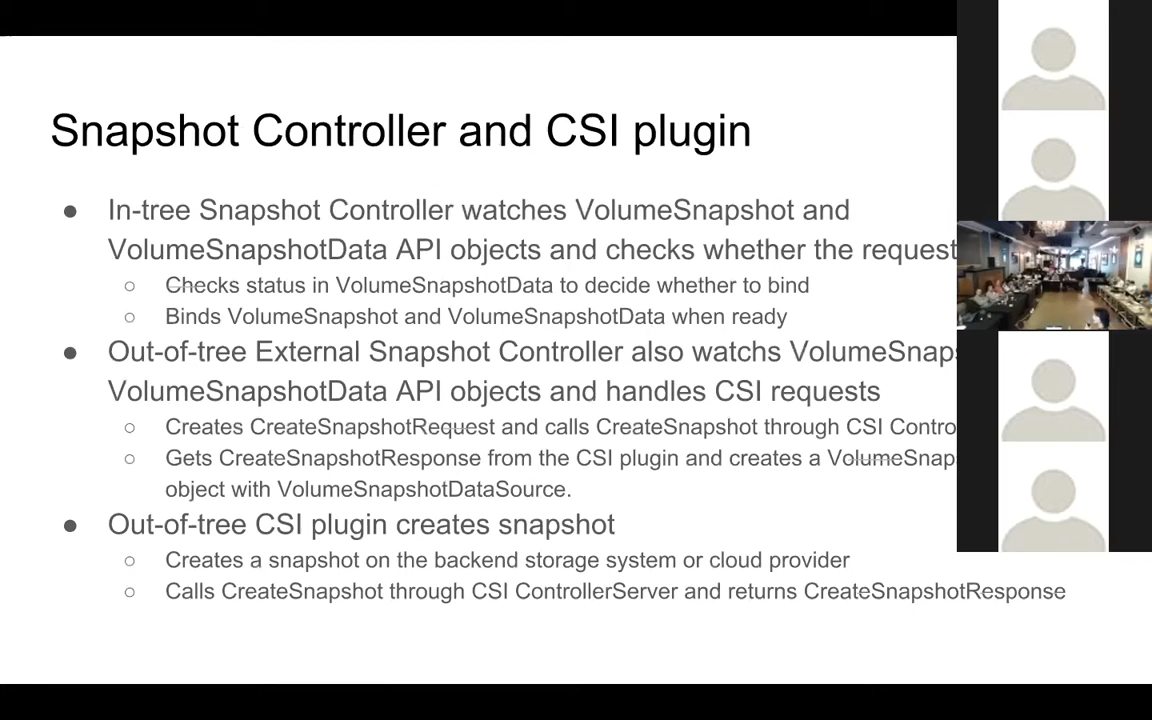 Snapshot Controller and CSI plugin
● In-tree Snapshot Controller watches VolumeSnapshot and
VolumeSnapshotData API objects and checks whether the request
○ Checks status in VolumeSnapshotData to decide whether to bind
○ Binds VolumeSnapshot and VolumeSnapshotData when ready
● Out-of-tree External Snapshot Controller also watchs
VolumeSnapshotData API objects and handles CSI requests
○ Creates CreateSnapshotRequest and calls CreateSnapshot through CSI
○ Gets CreateSnapshotResponse from the CSI plugin and creates a
object with VolumeSnapshotDataSource.
● Out-of-tree CSI plugin creates snapshot
○ Creates a snapshot on the backend storage system or cloud provider
○ Calls CreateSnapshot through CSI ControllerServer and returns CreateSnapshotResponse